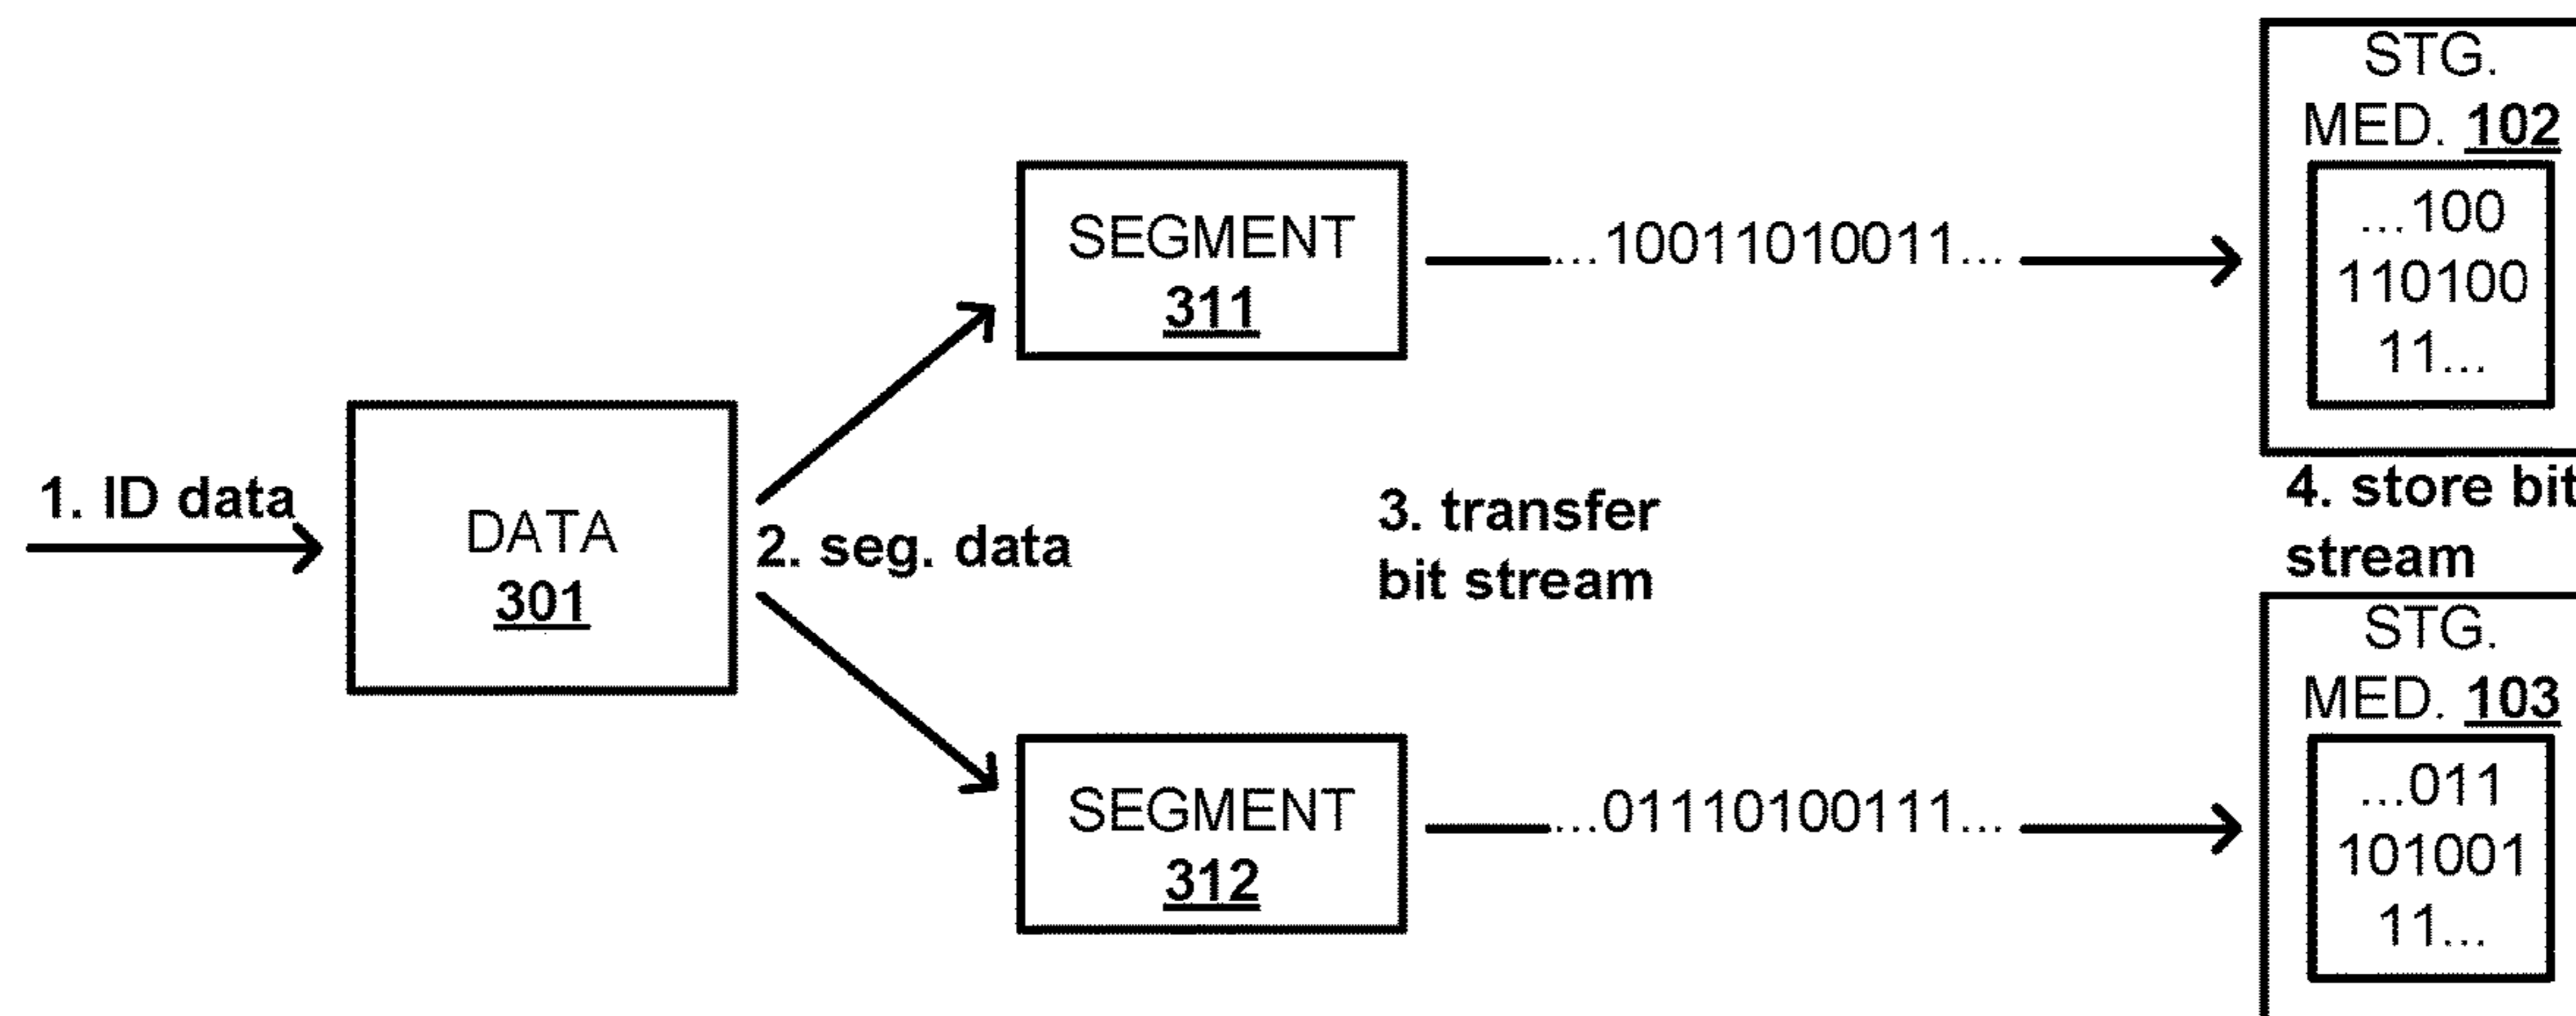 1. ID data
DATA
301
2. seg. data
SEGMENT
311
SEGMENT
312
...10011010011...
...01110100111...
3. transfer
bit stream
STG.
MED. 102
...100
110100
11...
4. store bit
stream
STG.
MED. 103
...011
101001
11...